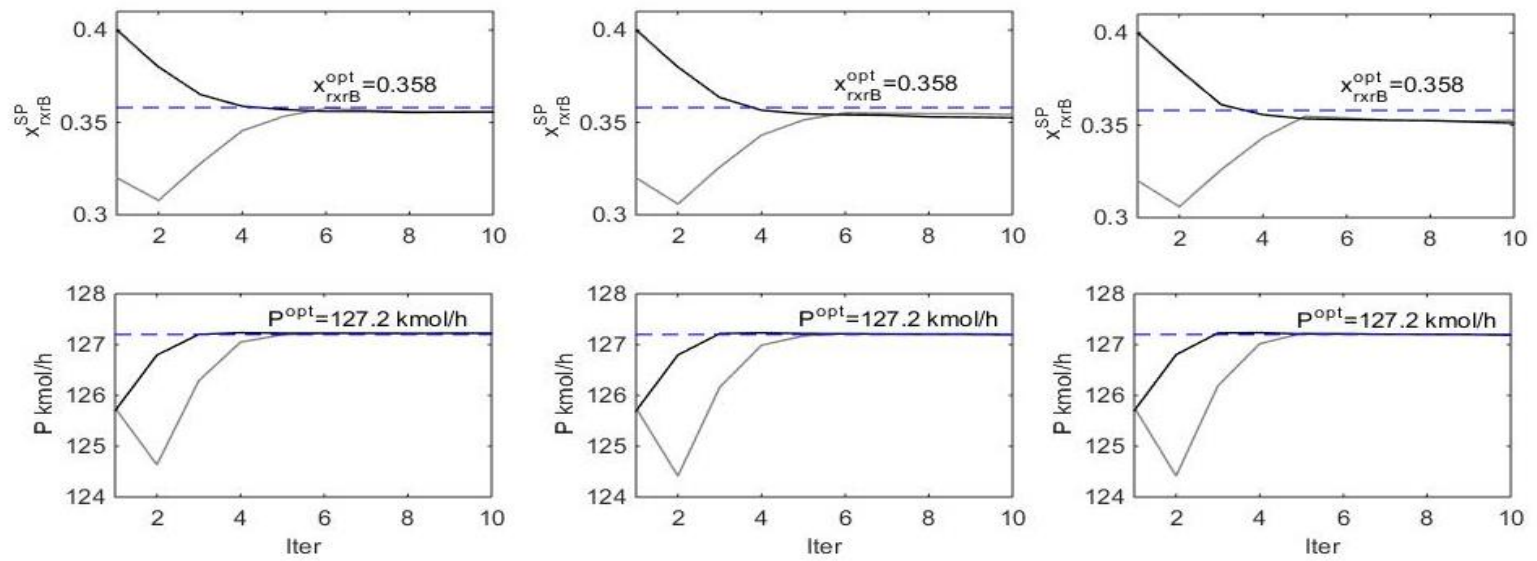 0.4
x^opt_rxrB=0.358
0.35
x^SP_rxrB
0.3
2 4 6 8 10
128
P^opt=127.2 kmol/h
127
126
125
124
P kmol/h
2 4 6 8 10
Iter
0.4
x^opt_rxrB=0.358
0.35
x^SP_rxrB
0.3
2 4 6 8 10
128
P^opt=127.2 kmol/h
127
126
125
124
P kmol/h
2 4 6 8 10
Iter
0.4
x^opt_rxrB=0.358
0.35
x^SP_rxrB
0.3
2 4 6 8 10
128
P^opt=127.2 kmol/h
127
126
125
124
P kmol/h
2 4 6 8 10
Iter